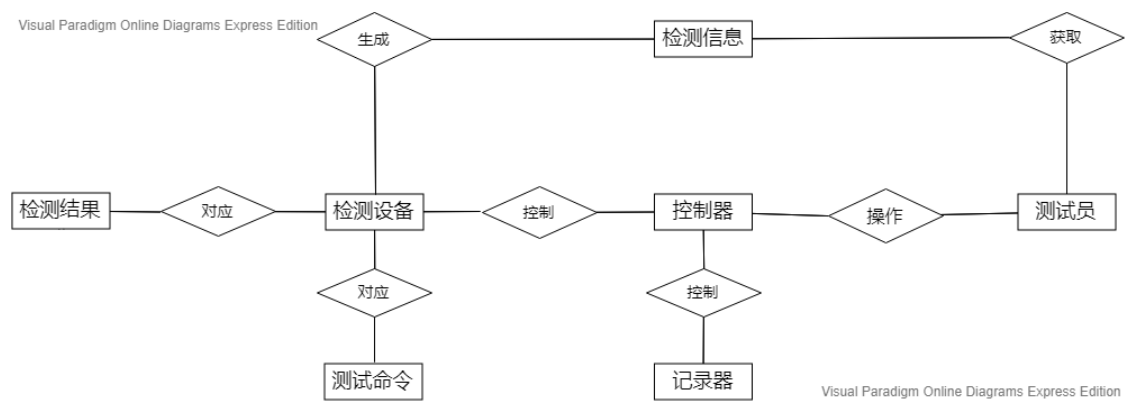 Visual Paradigm Online Diagrams Express Edition
生成
检测信息
获取
检测结果
对应
检测设备
控制
控制器
操作
测试员
对应
控制
测试命令
记录器
Visual Paradigm Online Diagrams Express Edition